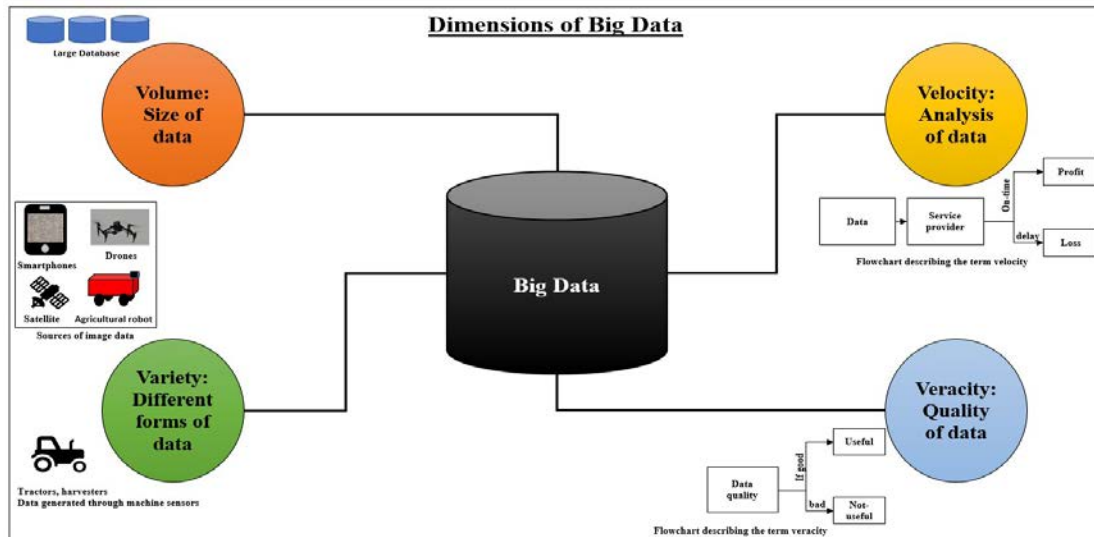 Dimensions of Big Data
Large Database
Volume:
Size of
data
Velocity:
Analysis
of data
Profit
On-time
Data
Service
provider
delay
Loss
Flowchart describing the term velocity
Smartphones
Drones
Satellite
Agricultural robot
Sources of image data
Big Data
Variety:
Different
forms of
data
Veracity:
Quality
of data
Tractors, harvesters
Data generated through machine sensors
Useful
If good
Data
quality
bad
Not-
useful
Flowchart describing the term veracity